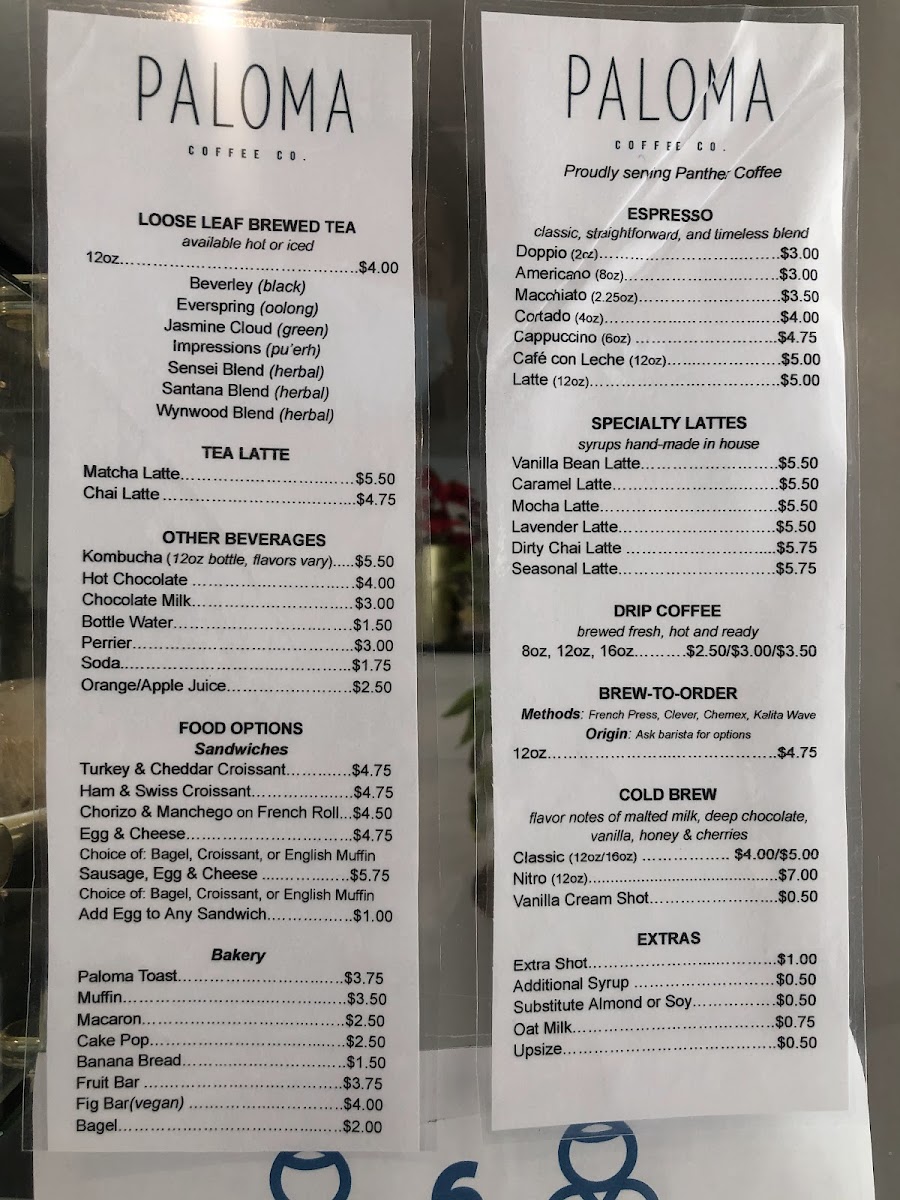 PALOMA
COFFEE CO.
LOOSE LEAF BREWED TEA
available hot or iced
12oz..........................................$4.00
Beverley (black)
Everspring (oolong)
Jasmine Cloud (green)
Impressions (pu'erh)
Sensei Blend (herbal)
Santana Blend (herbal)
Wynwood Blend (herbal)
TEA LATTE
Matcha Latte..............................$5.50
Chai Latte .................................$4.75
OTHER BEVERAGES
Kombucha (12oz bottle, flavors vary).....$5.50
Hot Chocolate ............................$4.00
Chocolate Milk............................$3.00
Bottle Water...............................$1.50
Perrier......................................$3.00
Soda........................................$1.75
Orange/Apple Juice.....................$2.50
FOOD OPTIONS
Sandwiches
Turkey & Cheddar Croissant............$4.75
Ham & Swiss Croissant..................$4.75
Chorizo & Manchego on French Roll...$4.50
Egg & Cheese.............................$4.75
Choice of: Bagel, Croissant, or English Muffin
Sausage, Egg & Cheese ...............$5.75
Choice of: Bagel, Croissant, or English Muffin
Add Egg to Any Sandwich...............$1.00
Bakery
Paloma Toast..............................$3.75
Muffin.......................................$3.50
Macaron....................................$2.50
Cake Pop..................................$2.50
Banana Bread............................$1.50
Fruit Bar ...................................$3.75
Fig Bar(vegan) ...........................$4.00
Bagel.......................................$2.00
PALOMA
COFFEE CO.
Proudly serving Panther Coffee
ESPRESSO
classic, straightforward, and timeless blend
Doppio (2oz)................................$3.00
Americano (8oz)...........................$3.00
Macchiato (2.25oz)........................$3.50
Cortado (4oz)...............................$4.00
Cappuccino (6oz) .........................$4.75
Café con Leche (12oz)....................$5.00
Latte (12oz).................................$5.00
SPECIALTY LATTES
syrups hand-made in house
Vanilla Bean Latte........................$5.50
Caramel Latte.............................$5.50
Mocha Latte...............................$5.50
Lavender Latte............................$5.50
Dirty Chai Latte ..........................$5.75
Seasonal Latte............................$5.75
DRIP COFFEE
brewed fresh, hot and ready
8oz, 12oz, 16oz..........$2.50/$3.00/$3.50
BREW-TO-ORDER
Methods: French Press, Clever, Chemex, Kalita Wave
Origin: Ask barista for options
12oz.........................................$4.75
COLD BREW
flavor notes of malted milk, deep chocolate,
vanilla, honey & cherries
Classic (12oz/16oz) ................ $4.00/$5.00
Nitro (12oz).................................$7.00
Vanilla Cream Shot.......................$0.50
EXTRAS
Extra Shot..................................$1.00
Additional Syrup .........................$0.50
Substitute Almond or Soy...............$0.50
Oat Milk....................................$0.75
Upsize......................................$0.50
6